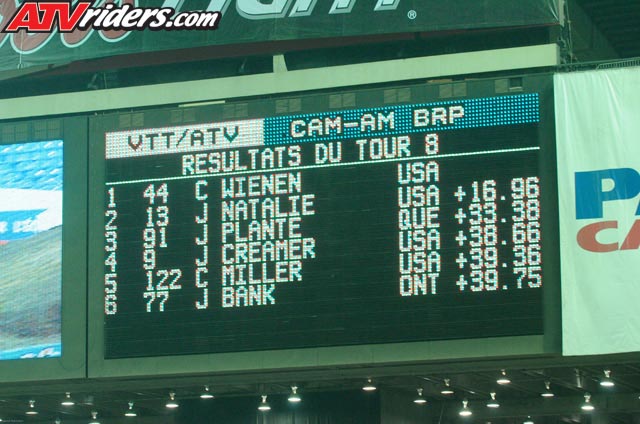 ATVriders.com
®
VTT/ATV CAM-AM BRP
RESULTATS DU TOUR 8
1 44 C WIENEN USA
2 13 J NATALIE USA +16.96
3 91 J PLANTE QUE +33.38
4 9 J CREAMER USA +38.66
5 122 C MILLER USA +39.36
6 77 J BANK ONT +39.75